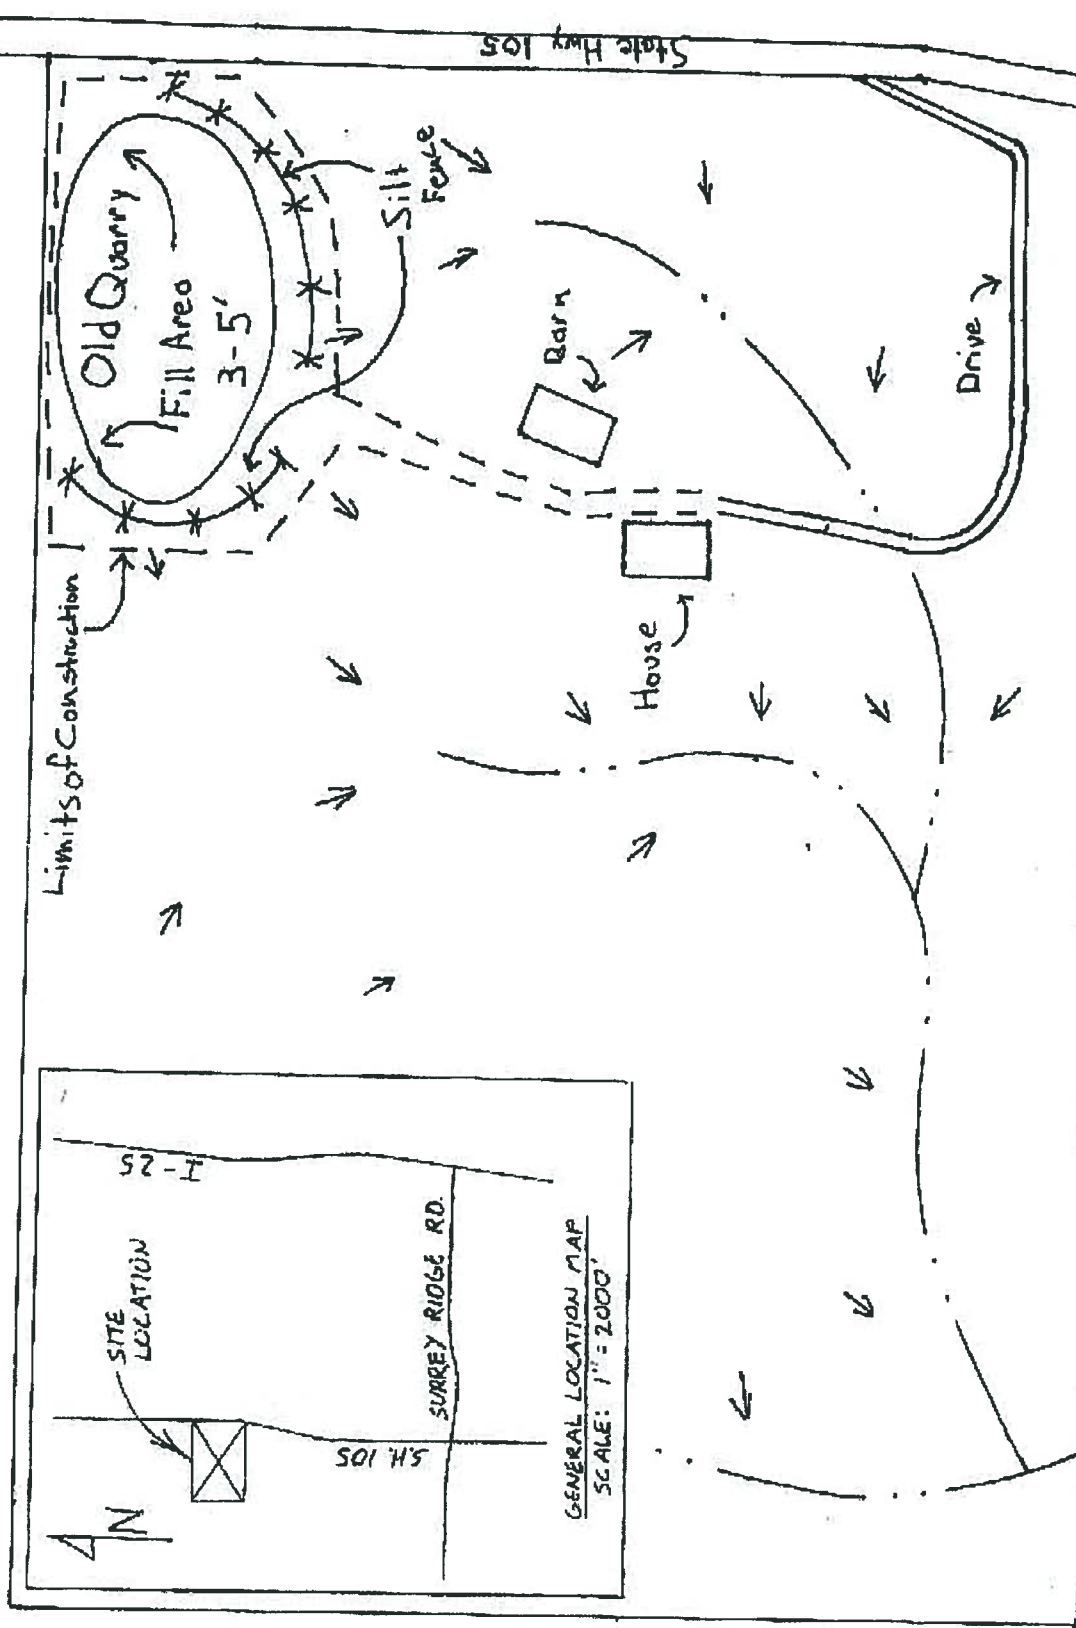 State Hwy 105
Old Quarry
Fill Area
3-5'
Silt
Fence
Limits of Construction
Barn
House
Drive
I-25
SITE
LOCATION
SURREY RIDGE RD.
S.H. 105
N
GENERAL LOCATION MAP
SCALE: 1" = 2000'